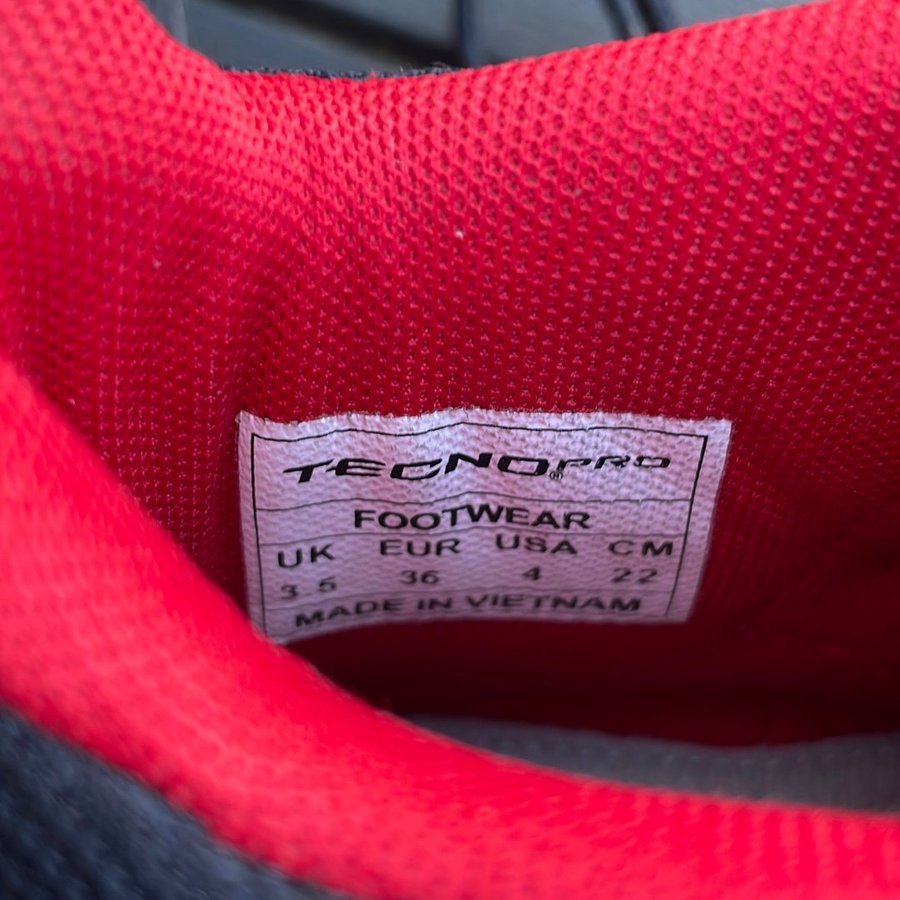 TECNOPRO®
FOOTWEAR
UK EUR USA CM
3.5 36 4 22
MADE IN VIETNAM